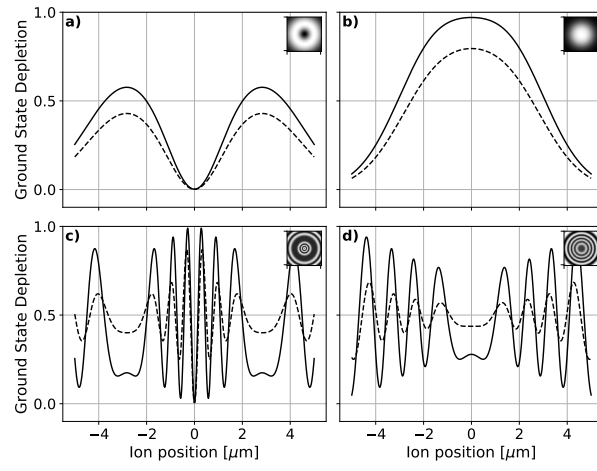 a)
b)
1.0
0.5
0.0
Ground State Depletion
c)
d)
1.0
0.5
0.0
Ground State Depletion
−4 −2 0 2 4
−4 −2 0 2 4
Ion position [μm]
Ion position [μm]